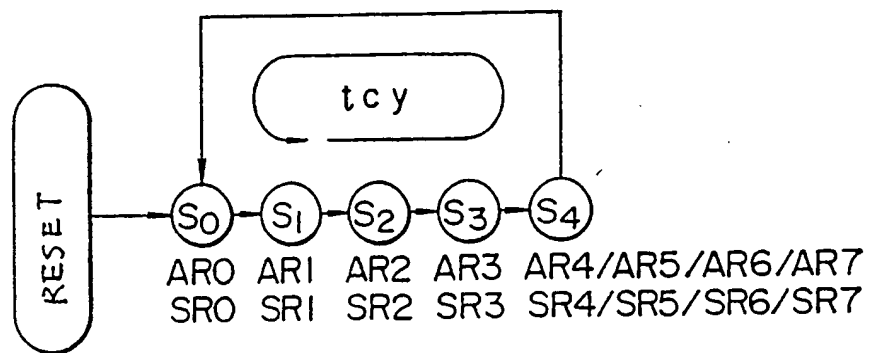 tcy
RESET
S0 S1 S2 S3 S4
AR0 AR1 AR2 AR3 AR4/AR5/AR6/AR7
SR0 SR1 SR2 SR3 SR4/SR5/SR6/SR7